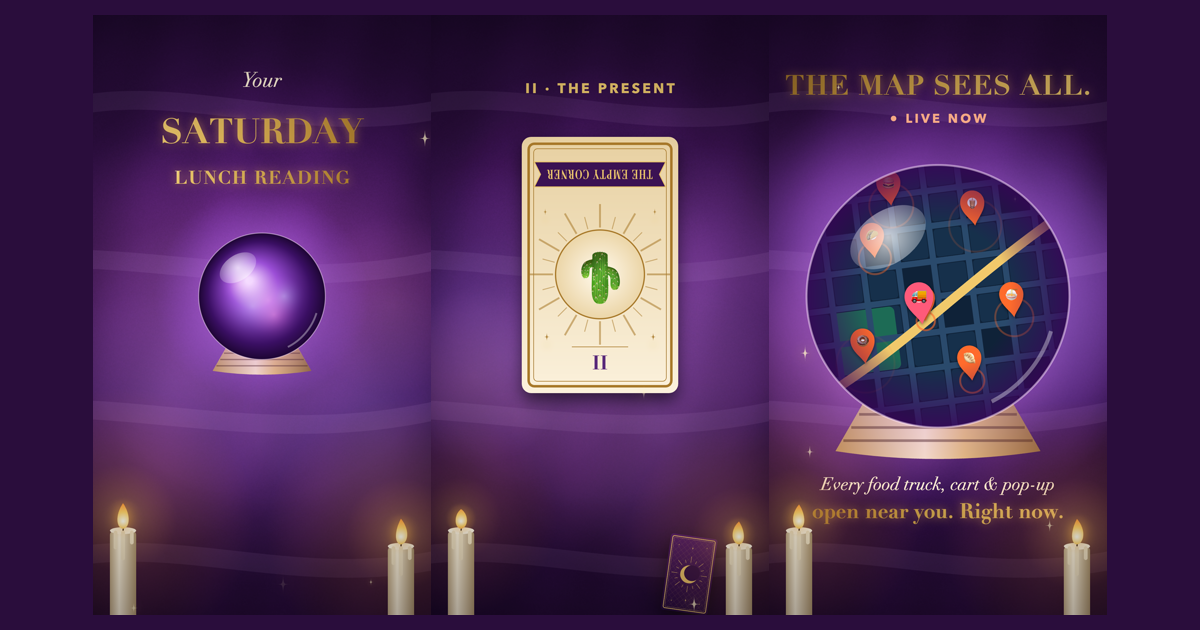 Your
SATURDAY
LUNCH READING
II · THE PRESENT
THE EMPTY CORNER
II
THE MAP SEES ALL.
• LIVE NOW
Every food truck, cart & pop-up
open near you. Right now.